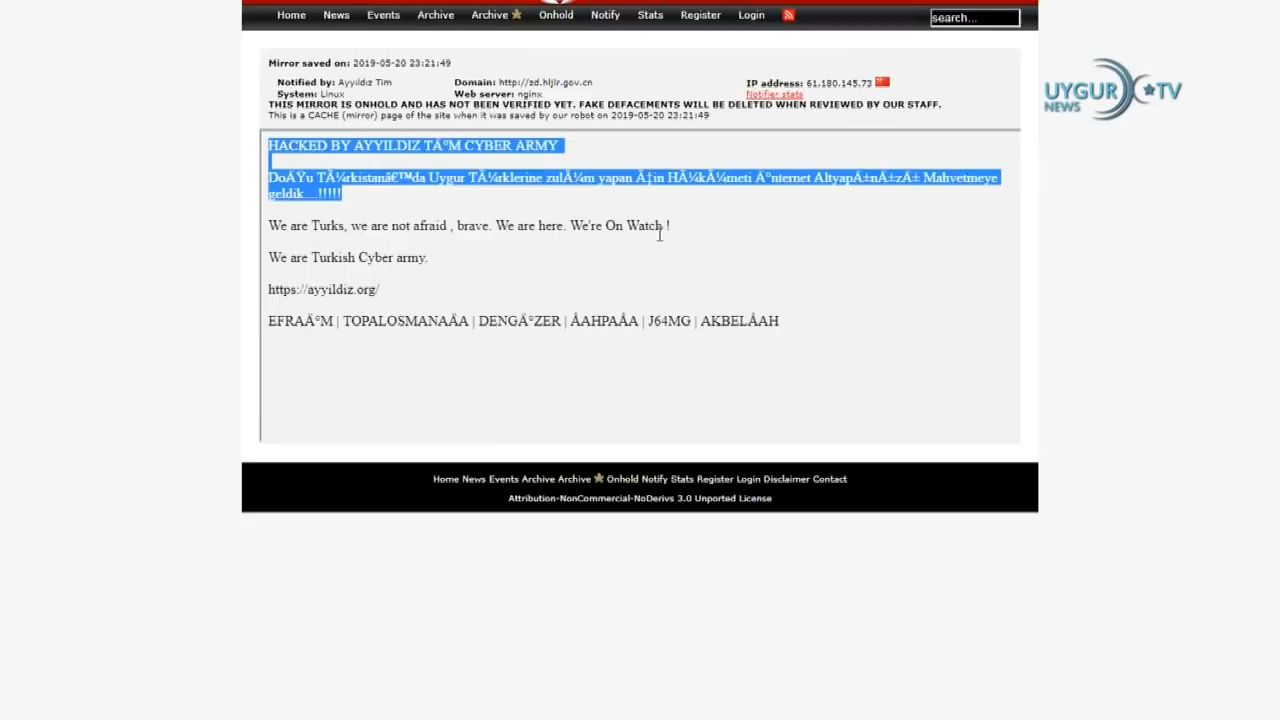 Home News Events Archive Archive Onhold Notify Stats Register Login search...
Mirror saved on: 2019-05-20 23:21:49
Notified by: Ayyıldız Tim Domain: http://zd.hljlr.gov.cn IP address: 61.180.145.73
System: Linux Web server: nginx Notifier stats
THIS MIRROR IS ONHOLD AND HAS NOT BEEN VERIFIED YET. FAKE DEFACEMENTS WILL BE DELETED WHEN REVIEWED BY OUR STAFF.
This is a CACHE (mirror) page of the site when it was saved by our robot on 2019-05-20 23:21:49
UYGUR TV
NEWS
HACKED BY AYYILDIZ TÄ°M CYBER ARMY
DoÄŸu TÃ¼rkistanâ€™da Uygur TÃ¼rklerine zulÃ¼m yapan Ã‡in HÃ¼kÃ¼meti Ä°nternet AltyapÄ±nÄ±zÄ± Mahvetmeye
geldik....!!!!!
We are Turks, we are not afraid , brave. We are here. We're On Watch !
We are Turkish Cyber army.
https://ayyildiz.org/
EFRAÄ°M | TOPALOSMANAÄA | DENGÄ°ZER | ÅAHPAÅA | J64MG | AKBELÅAH
Home News Events Archive Archive Onhold Notify Stats Register Login Disclaimer Contact
Attribution-NonCommercial-NoDerivs 3.0 Unported License